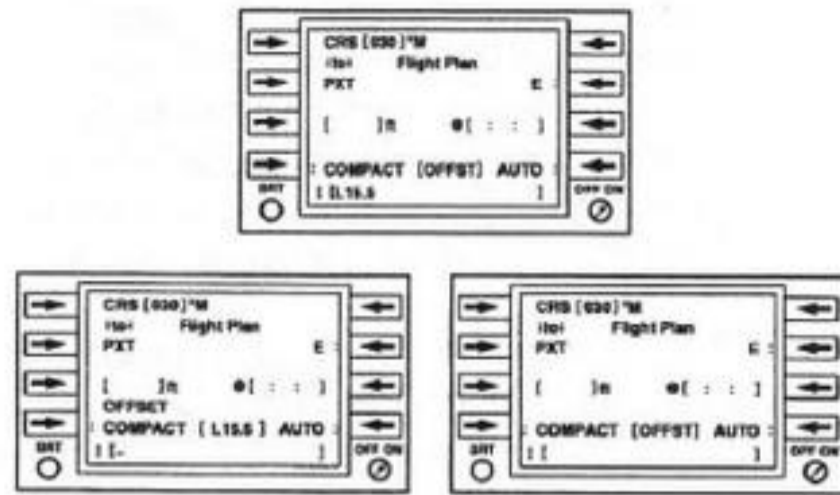 CRS [030]°M
‹to› Flight Plan
PXT E :
[ ]ft @[ : : ]
: COMPACT [OFFST] AUTO :
BRT OFF ON
: [L15.5 ]
CRS [030]°M
‹to› Flight Plan
PXT E :
[ ]ft @[ : : ]
OFFSET
: COMPACT [ L15.5 ] AUTO :
BRT OFF ON
: [- ]
CRS [030]°M
‹to› Flight Plan
PXT E :
[ ]ft @[ : : ]
: COMPACT [OFFST] AUTO :
BRT OFF ON
: [ ]